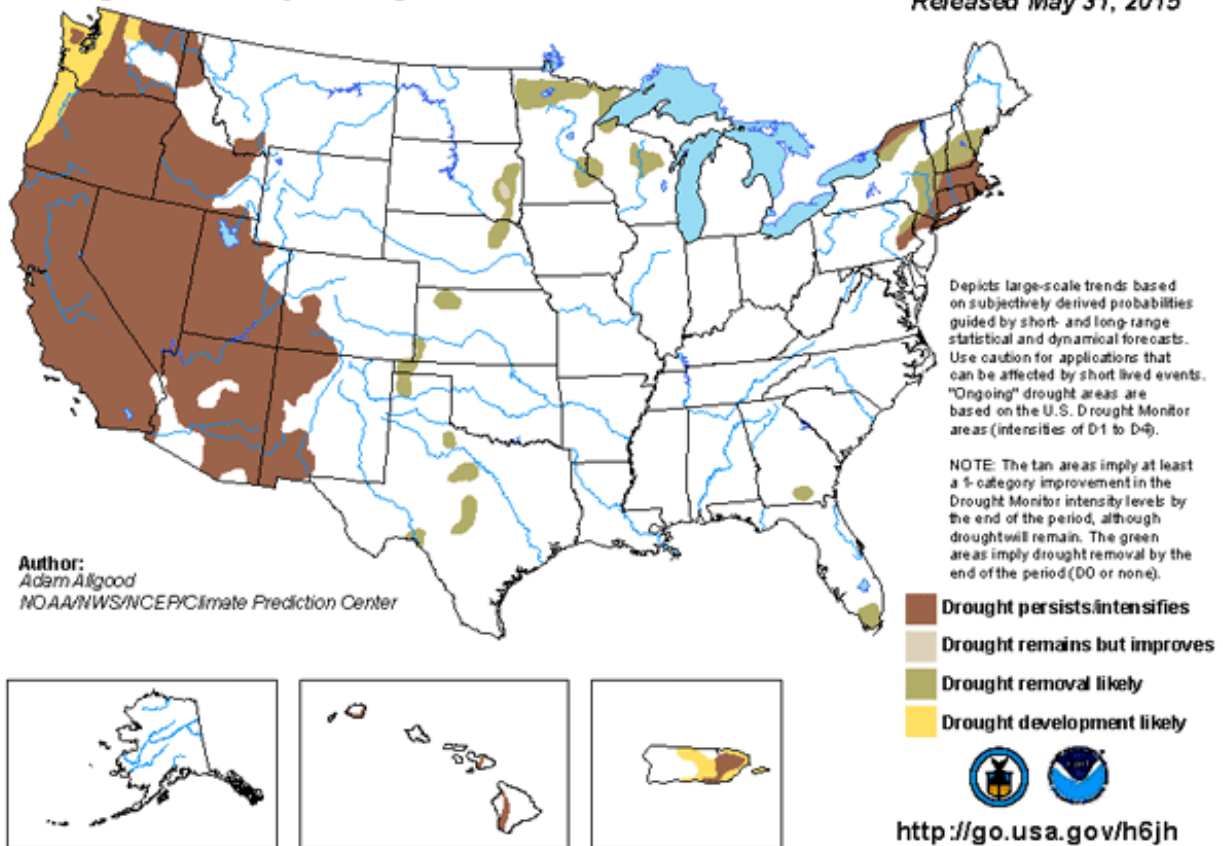 Released May 31, 2015
Depicts large-scale trends based
on subjectively derived probabilities
guided by short- and long-range
statistical and dynamical forecasts.
Use caution for applications that
can be affected by short lived events.
"Ongoing" drought areas are
based on the U.S. Drought Monitor
areas (intensities of D1 to D4).
NOTE: The tan areas imply at least
a 1-category improvement in the
Drought Monitor intensity levels by
the end of the period, although
drought will remain. The green
areas imply drought removal by the
end of the period (D0 or none).
Author:
Adam Allgood
NOAA/NWS/NCEP/Climate Prediction Center
Drought persists/intensifies
Drought remains but improves
Drought removal likely
Drought development likely
http://go.usa.gov/h6jh